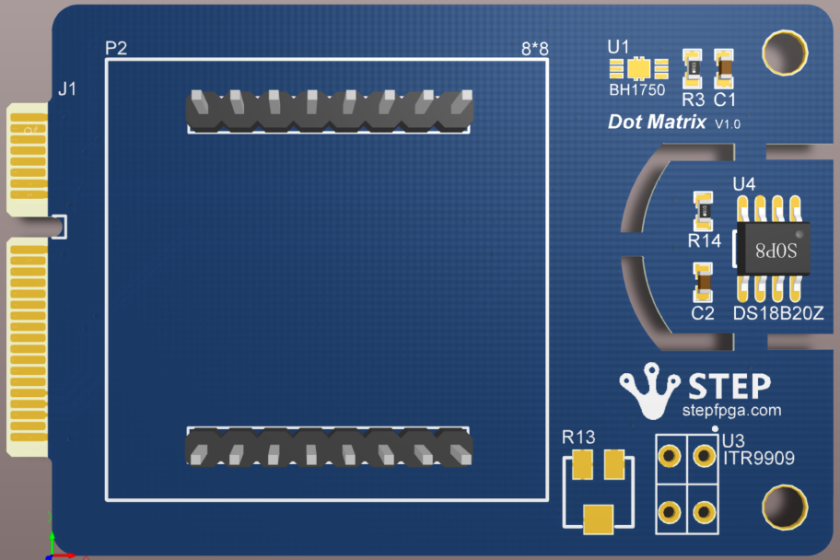 P2
8*8
J1
U1
BH1750
R3
C1
Dot Matrix V1.0
U4
R14
SOP8
C2
DS18B20Z
STEP
stepfpga.com
R13
U3
ITR9909